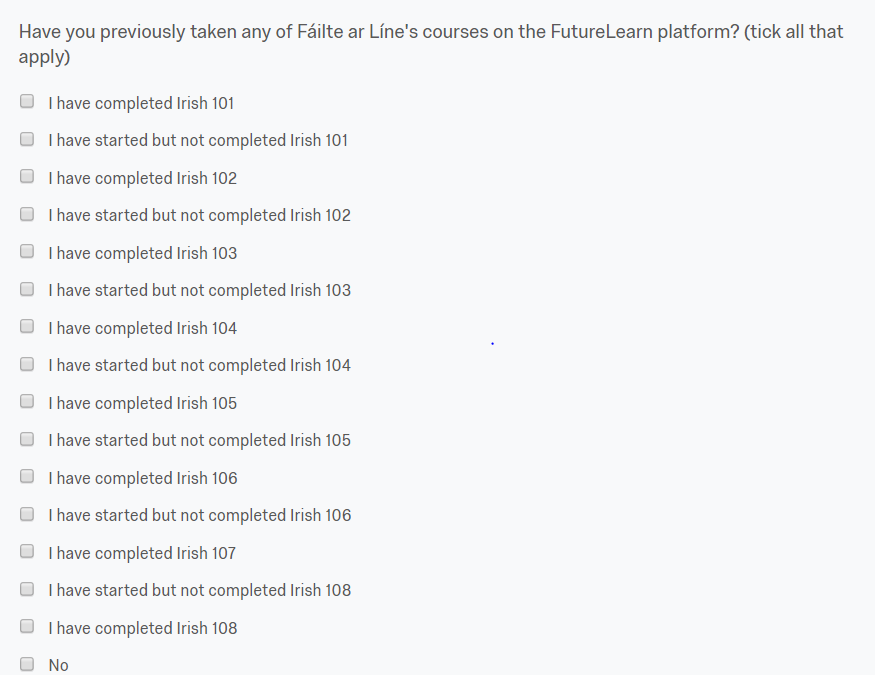 Have you previously taken any of Fáilte ar Líne's courses on the FutureLearn platform? (tick all that
apply)
I have completed Irish 101
I have started but not completed Irish 101
I have completed Irish 102
I have started but not completed Irish 102
I have completed Irish 103
I have started but not completed Irish 103
I have completed Irish 104
I have started but not completed Irish 104
I have completed Irish 105
I have started but not completed Irish 105
I have completed Irish 106
I have started but not completed Irish 106
I have completed Irish 107
I have started but not completed Irish 108
I have completed Irish 108
No